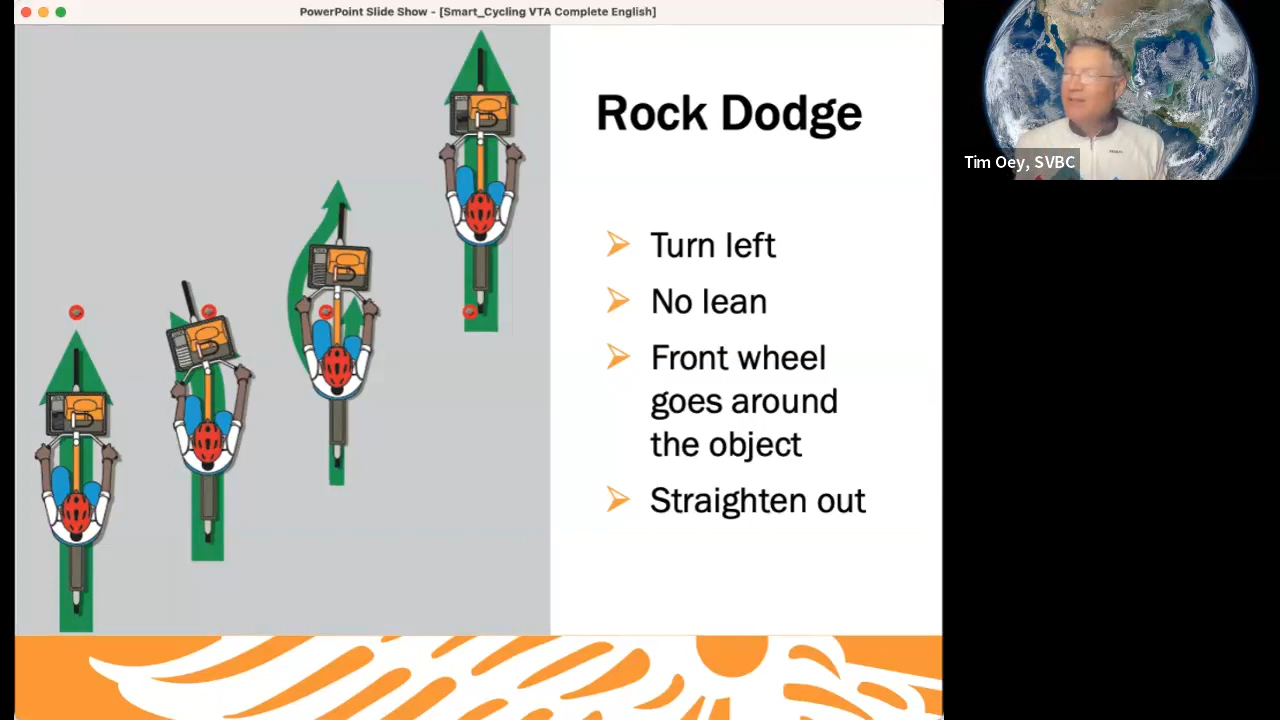 PowerPoint Slide Show - [Smart_Cycling VTA Complete English]
Rock Dodge
Turn left
No lean
Front wheel
goes around
the object
Straighten out
Tim Oey, SVBC